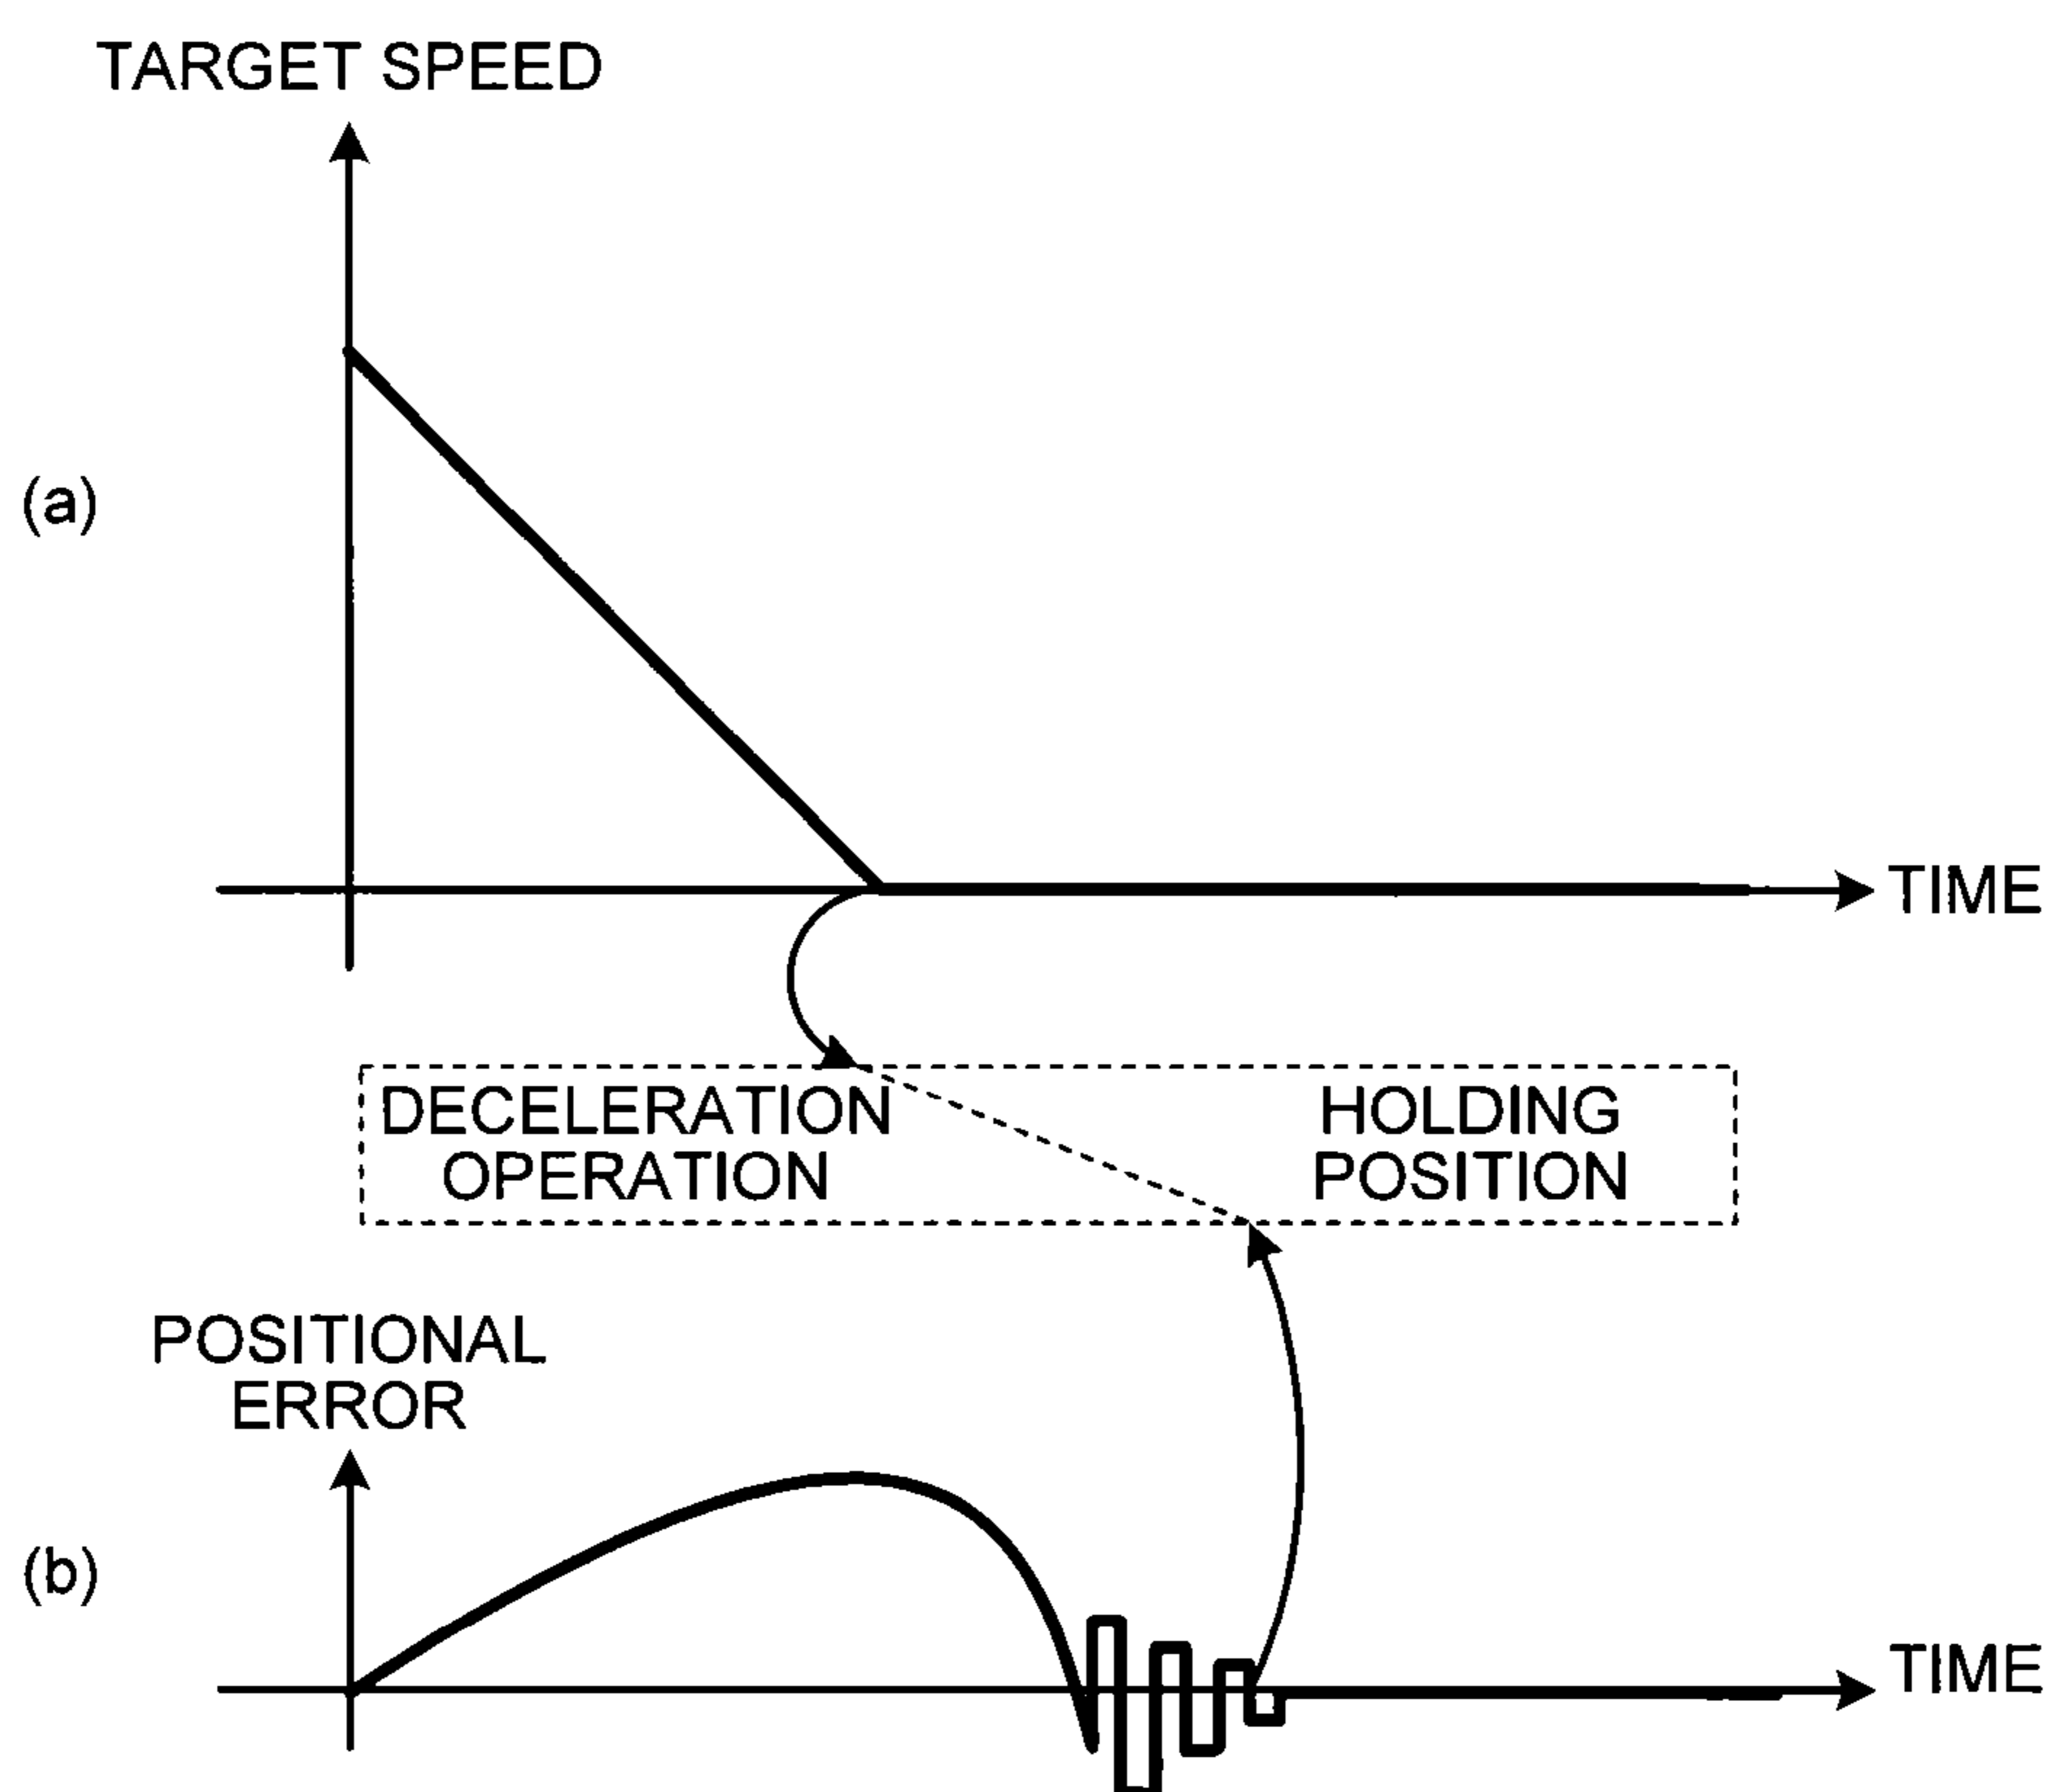 TARGET SPEED
(a)
TIME
DECELERATION
OPERATION
HOLDING
POSITION
POSITIONAL
ERROR
(b)
TIME